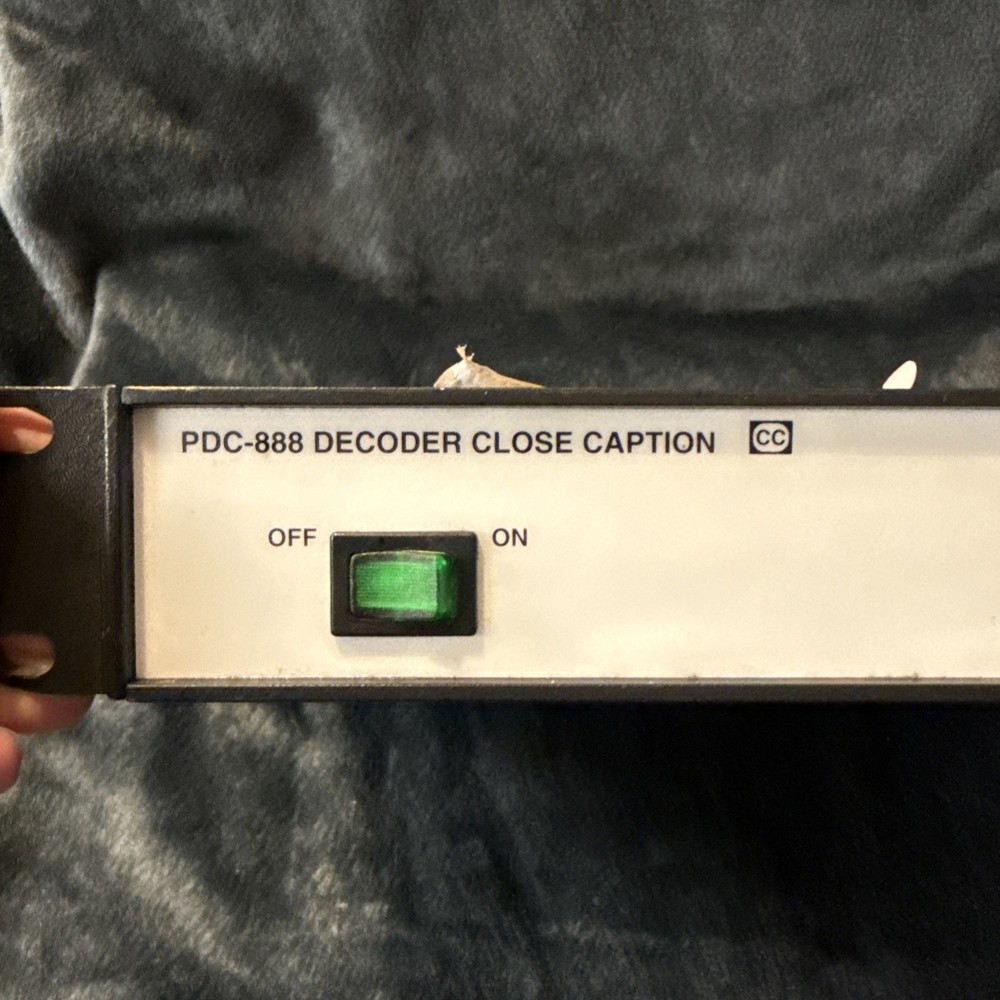 PDC-888 DECODER CLOSE CAPTION CC
OFF ON